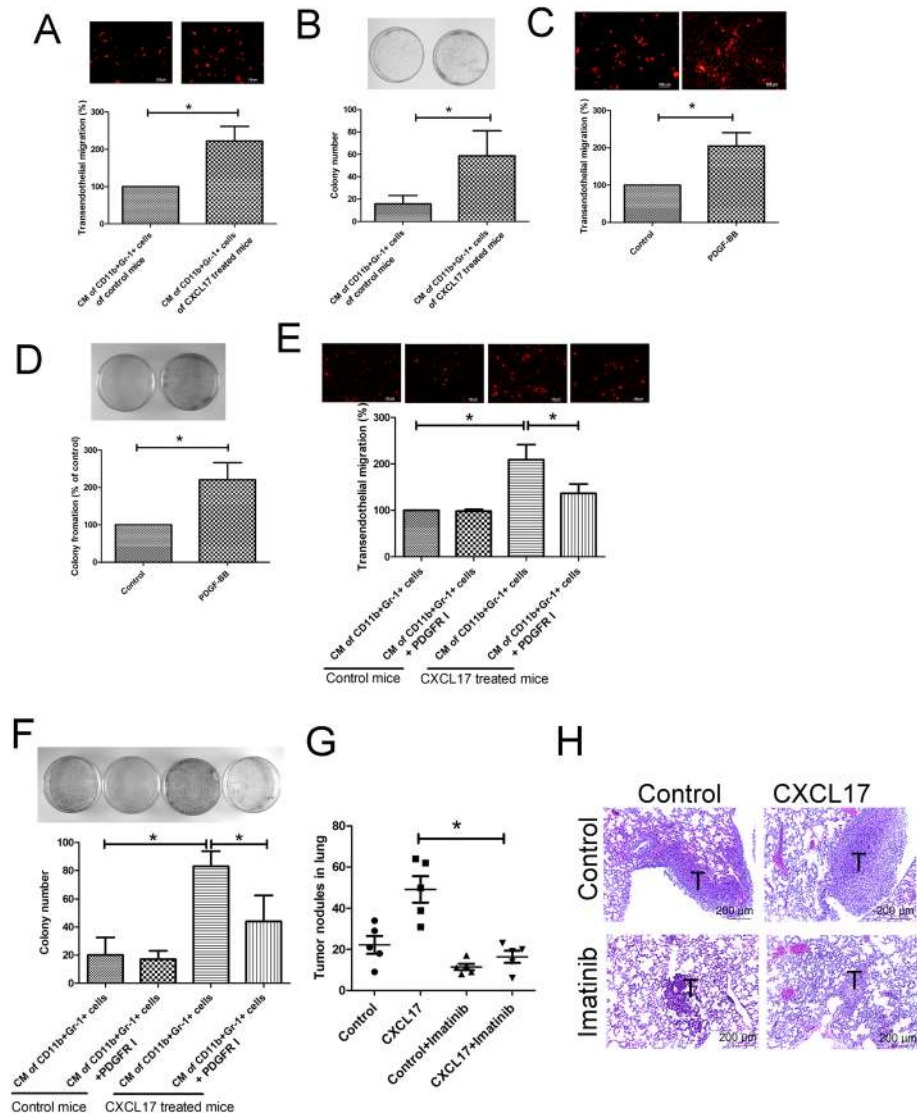 A
Transendothelial migration (%)
300
200
100
0
*
CM of CD11b+Gr-1+ cells
of control mice
CM of CD11b+Gr-1+ cells
of CXCL17 treated mice
B
Colony number
80
60
40
20
0
*
CM of CD11b+Gr-1+ cells
of control mice
CM of CD11b+Gr-1+ cells
of CXCL17 treated mice
C
Transendothelial migration (%)
300
200
100
0
*
Control
PDGF-BB
D
Colony fromation (% of control)
300
200
100
0
*
Control
PDGF-BB
E
Transendothelial migration (%)
300
200
100
0
*
*
CM of CD11b+Gr-1+ cells
CM of CD11b+Gr-1+ cells
+ PDGFR I
CM of CD11b+Gr-1+ cells
CM of CD11b+Gr-1+ cells
+ PDGFR I
Control mice
CXCL17 treated mice
F
Colony number
100
80
60
40
20
0
*
*
CM of CD11b+Gr-1+ cells
CM of CD11b+Gr-1+ cells
+PDGFR I
CM of CD11b+Gr-1+ cells
CM of CD11b+Gr-1+ cells
+ PDGFR I
Control mice
CXCL17 treated mice
G
Tumor nodules in lung
80
60
40
20
0
*
Control
CXCL17
Control+Imatinib
CXCL17+Imatinib
H
Control
CXCL17
Control
T
200 µm
T
200 µm
Imatinib
T
200 µm
T
200 µm